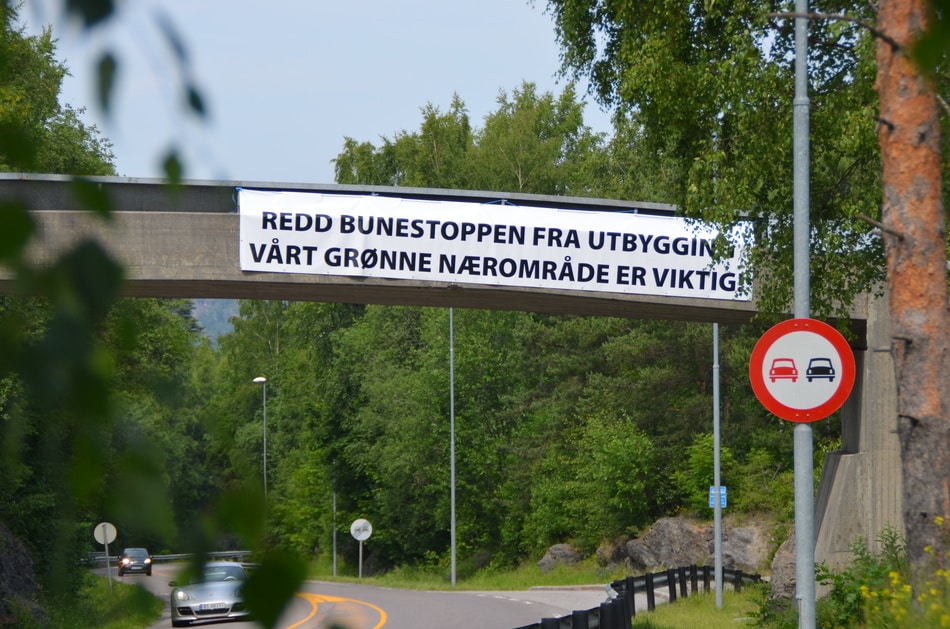 REDD BUNESTOPPEN FRA UTBYGGIN
VÅRT GRØNNE NÆROMRÅDE ER VIKTIG